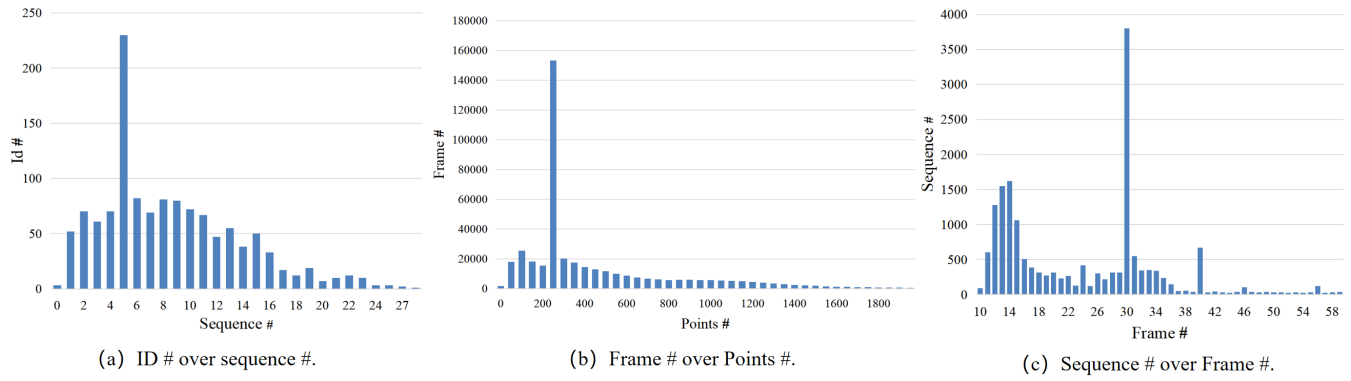 250
200
150
100
50
0
Id #
0 2 4 5 6 8 10 12 14 16 18 20 22 24 27
Sequence #
(a) ID # over sequence #.
180000
160000
140000
120000
100000
80000
60000
40000
20000
0
Frame #
0 200 400 600 800 1000 1200 1400 1600 1800
Points #
(b) Frame # over Points #.
4000
3500
3000
2500
2000
1500
1000
500
0
Sequence #
10 14 18 22 26 30 34 38 42 46 50 54 58
Frame #
(c) Sequence # over Frame #.